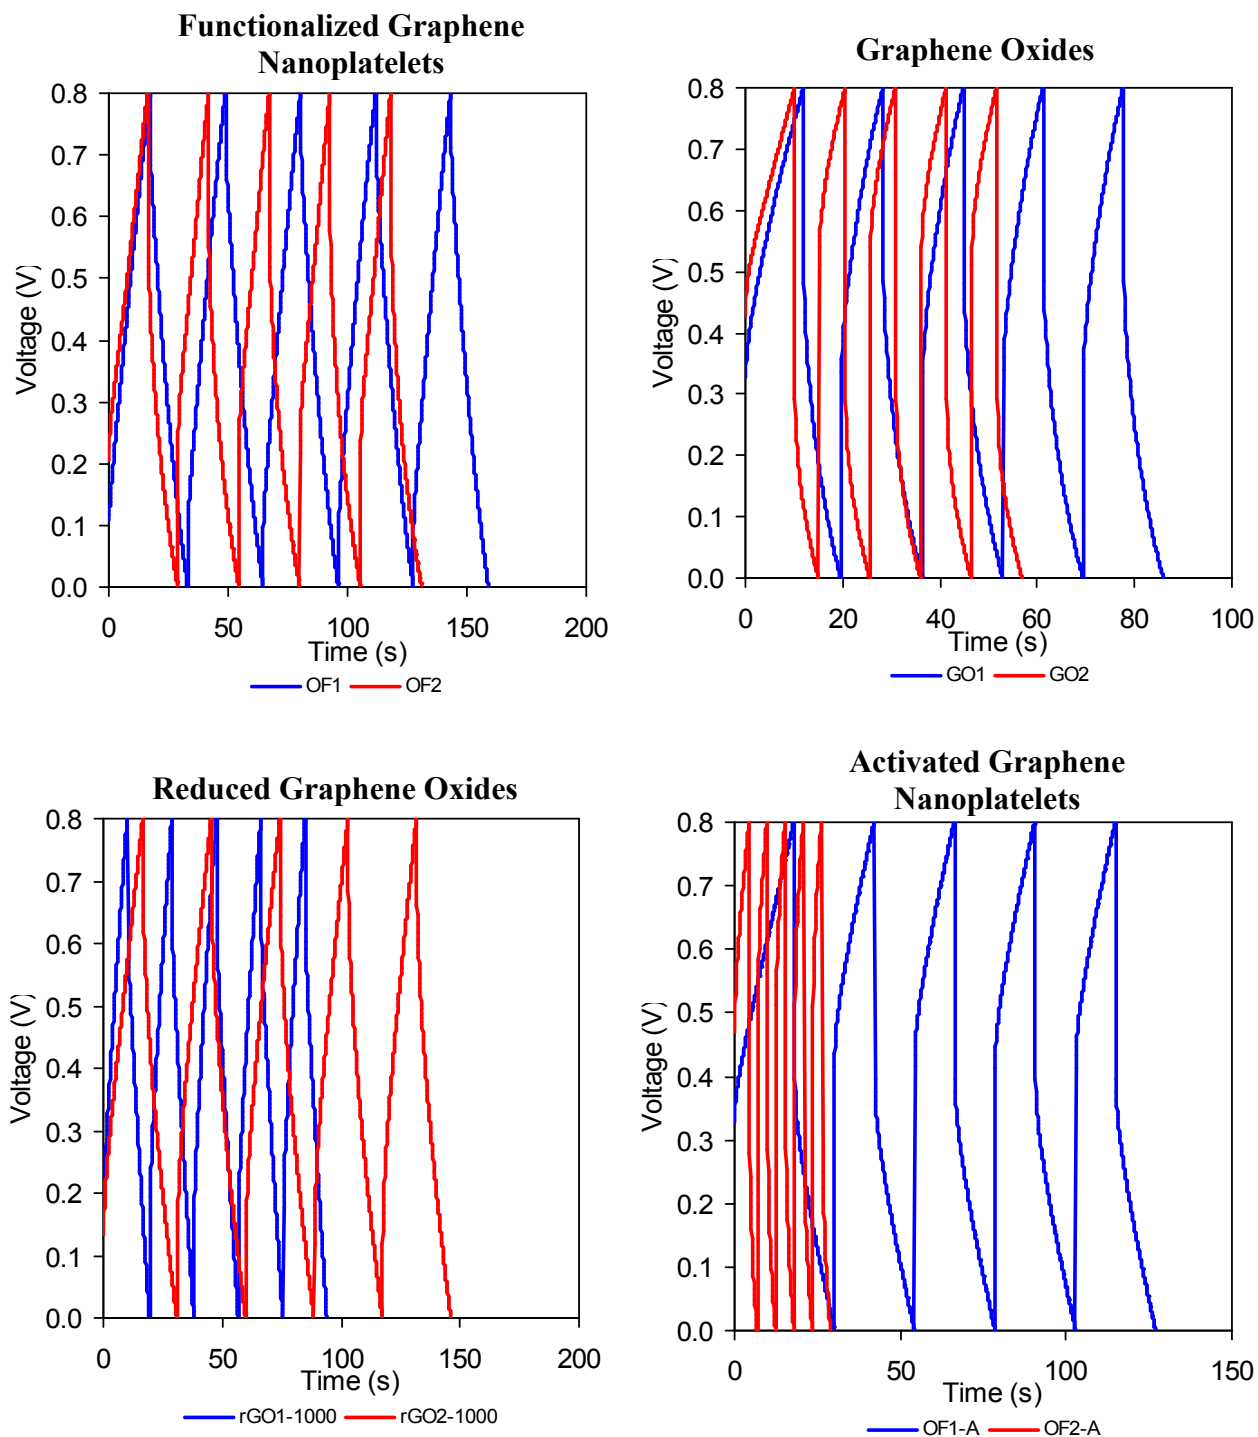 Functionalized Graphene
Nanoplatelets
0.8
0.7
0.6
0.5
0.4
0.3
0.2
0.1
0.0
Voltage (V)
0 50 100 150 200
Time (s)
OF1 OF2
Graphene Oxides
0.8
0.7
0.6
0.5
0.4
0.3
0.2
0.1
0.0
Voltage (V)
0 20 40 60 80 100
Time (s)
GO1 GO2
Reduced Graphene Oxides
0.8
0.7
0.6
0.5
0.4
0.3
0.2
0.1
0.0
Voltage (V)
0 50 100 150 200
Time (s)
rGO1-1000 rGO2-1000
Activated Graphene
Nanoplatelets
0.8
0.7
0.6
0.5
0.4
0.3
0.2
0.1
0.0
Voltage (V)
0 50 100 150
Time (s)
OF1-A OF2-A